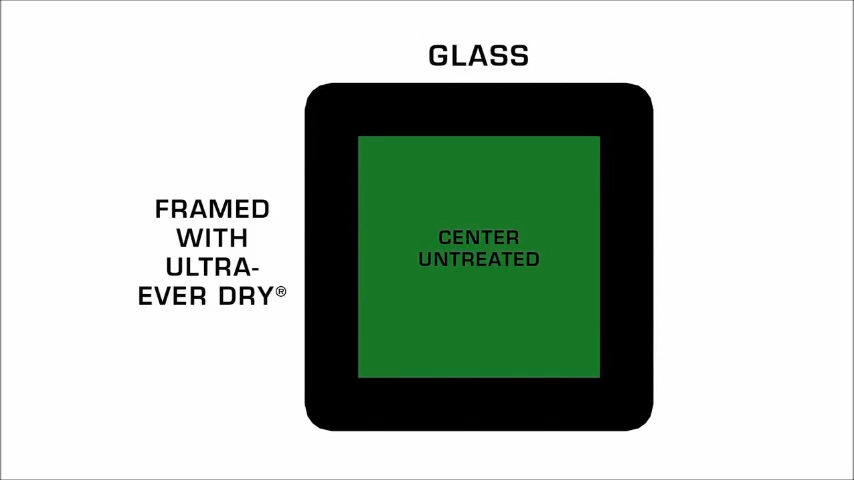 GLASS
FRAMED
WITH
ULTRA-
EVER DRY®
CENTER
UNTREATED